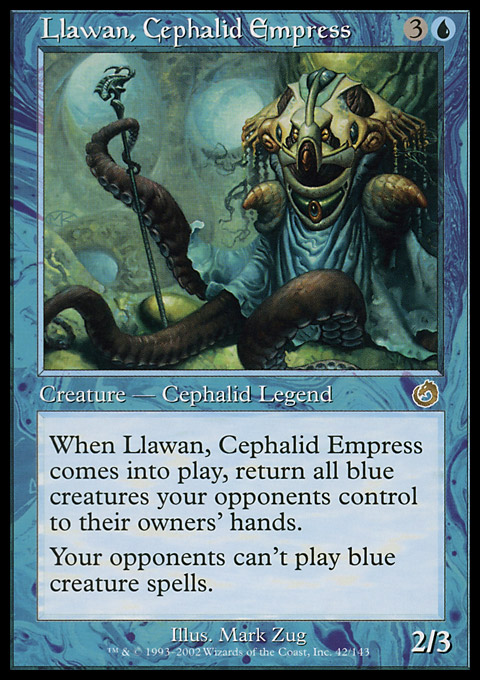 Llawan, Cephalid Empress 3
Creature — Cephalid Legend
When Llawan, Cephalid Empress
comes into play, return all blue
creatures your opponents control
to their owners' hands.
Your opponents can't play blue
creature spells.
Illus. Mark Zug
™ & © 1993-2002 Wizards of the Coast, Inc. 42/143
2/3